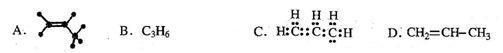 A. B. C₃H₆ C. H H H
H:C:C::C:H D. CH₂=CH—CH₃